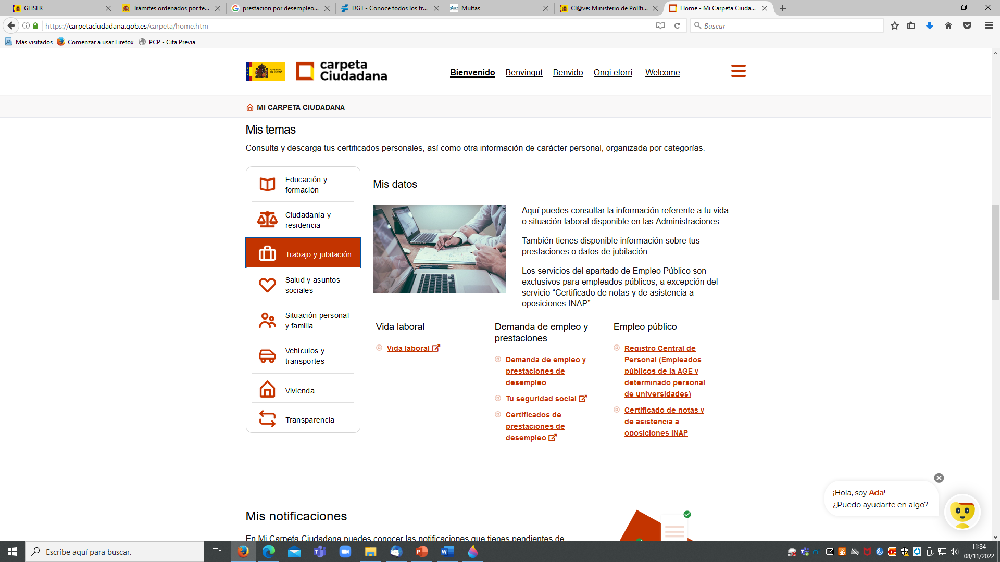 GEISER
Trámites ordenados por te...
prestacion por desempleo...
DGT - Conoce todos los tr...
Multas
Cl@ve: Ministerio de Políti...
Home - Mi Carpeta Ciuda...
https://carpetaciudadana.gob.es/carpeta/home.htm
Buscar
Más visitados
Comenzar a usar Firefox
PCP - Cita Previa
GOBIERNO
DE ESPAÑA
carpeta
Ciudadana
Bienvenido
Benvingut
Benvido
Ongi etorri
Welcome
MI CARPETA CIUDADANA
Mis temas
Consulta y descarga tus certificados personales, así como otra información de carácter personal, organizada por categorías.
Educación y
formación
Ciudadanía y
residencia
Trabajo y jubilación
Salud y asuntos
sociales
Situación personal
y familia
Vehículos y
transportes
Vivienda
Transparencia
Mis datos
Aquí puedes consultar la información referente a tu vida
o situación laboral disponible en las Administraciones.
También tienes disponible información sobre tus
prestaciones o datos de jubilación.
Los servicios del apartado de Empleo Público son
exclusivos para empleados públicos, a excepción del
servicio “Certificado de notas y de asistencia a
oposiciones INAP”.
Vida laboral
Vida laboral
Demanda de empleo y
prestaciones
Demanda de empleo y
prestaciones de
desempleo
Tu seguridad social
Certificados de
prestaciones de
desempleo
Empleo público
Registro Central de
Personal (Empleados
públicos de la AGE y
determinado personal
de universidades)
Certificado de notas y
de asistencia a
oposiciones INAP
¡Hola, soy Ada!
¿Puedo ayudarte en algo?
Mis notificaciones
En Mi Carpeta Ciudadana puedes conocer las notificaciones que tienes pendientes de
Escribe aquí para buscar.
11:34
08/11/2022